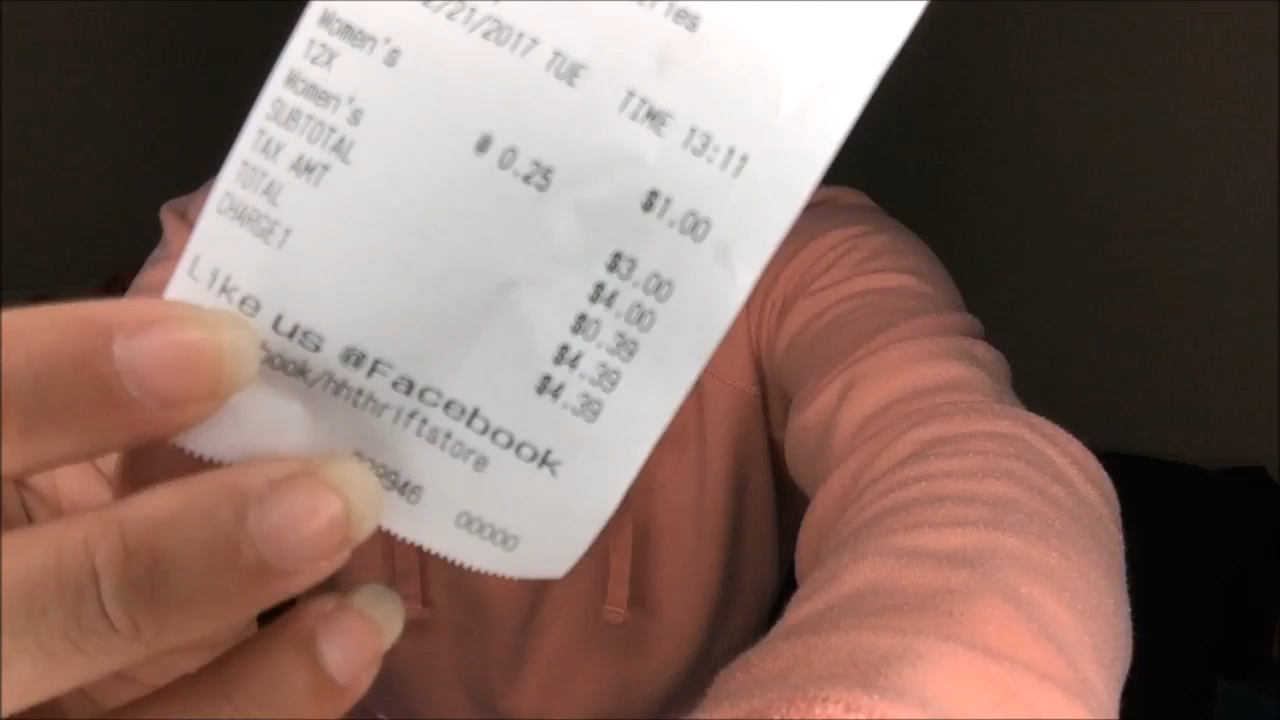 2/21/2017 TUE TIME 13:11
Women's $1.00
12X @ 0.25
Women's $3.00
SUBTOTAL $4.00
TAX AMT $0.39
TOTAL $4.39
CHARGE1 $4.39
Like us @Facebook
book/hhthriftstore
00000